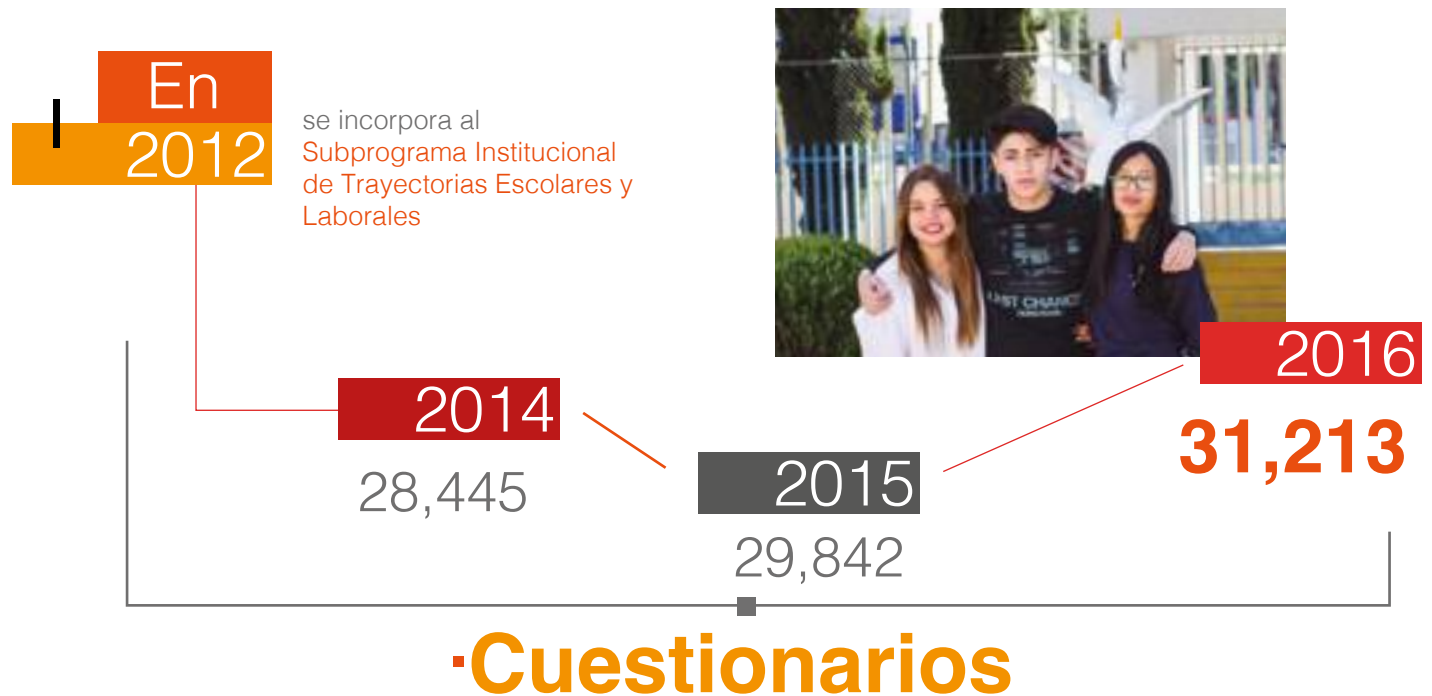 En
2012
se incorpora al
Subprograma Institucional
de Trayectorias Escolares y
Laborales
CHANCE
2016
31,213
2014
28,445
2015
29,842
Cuestionarios